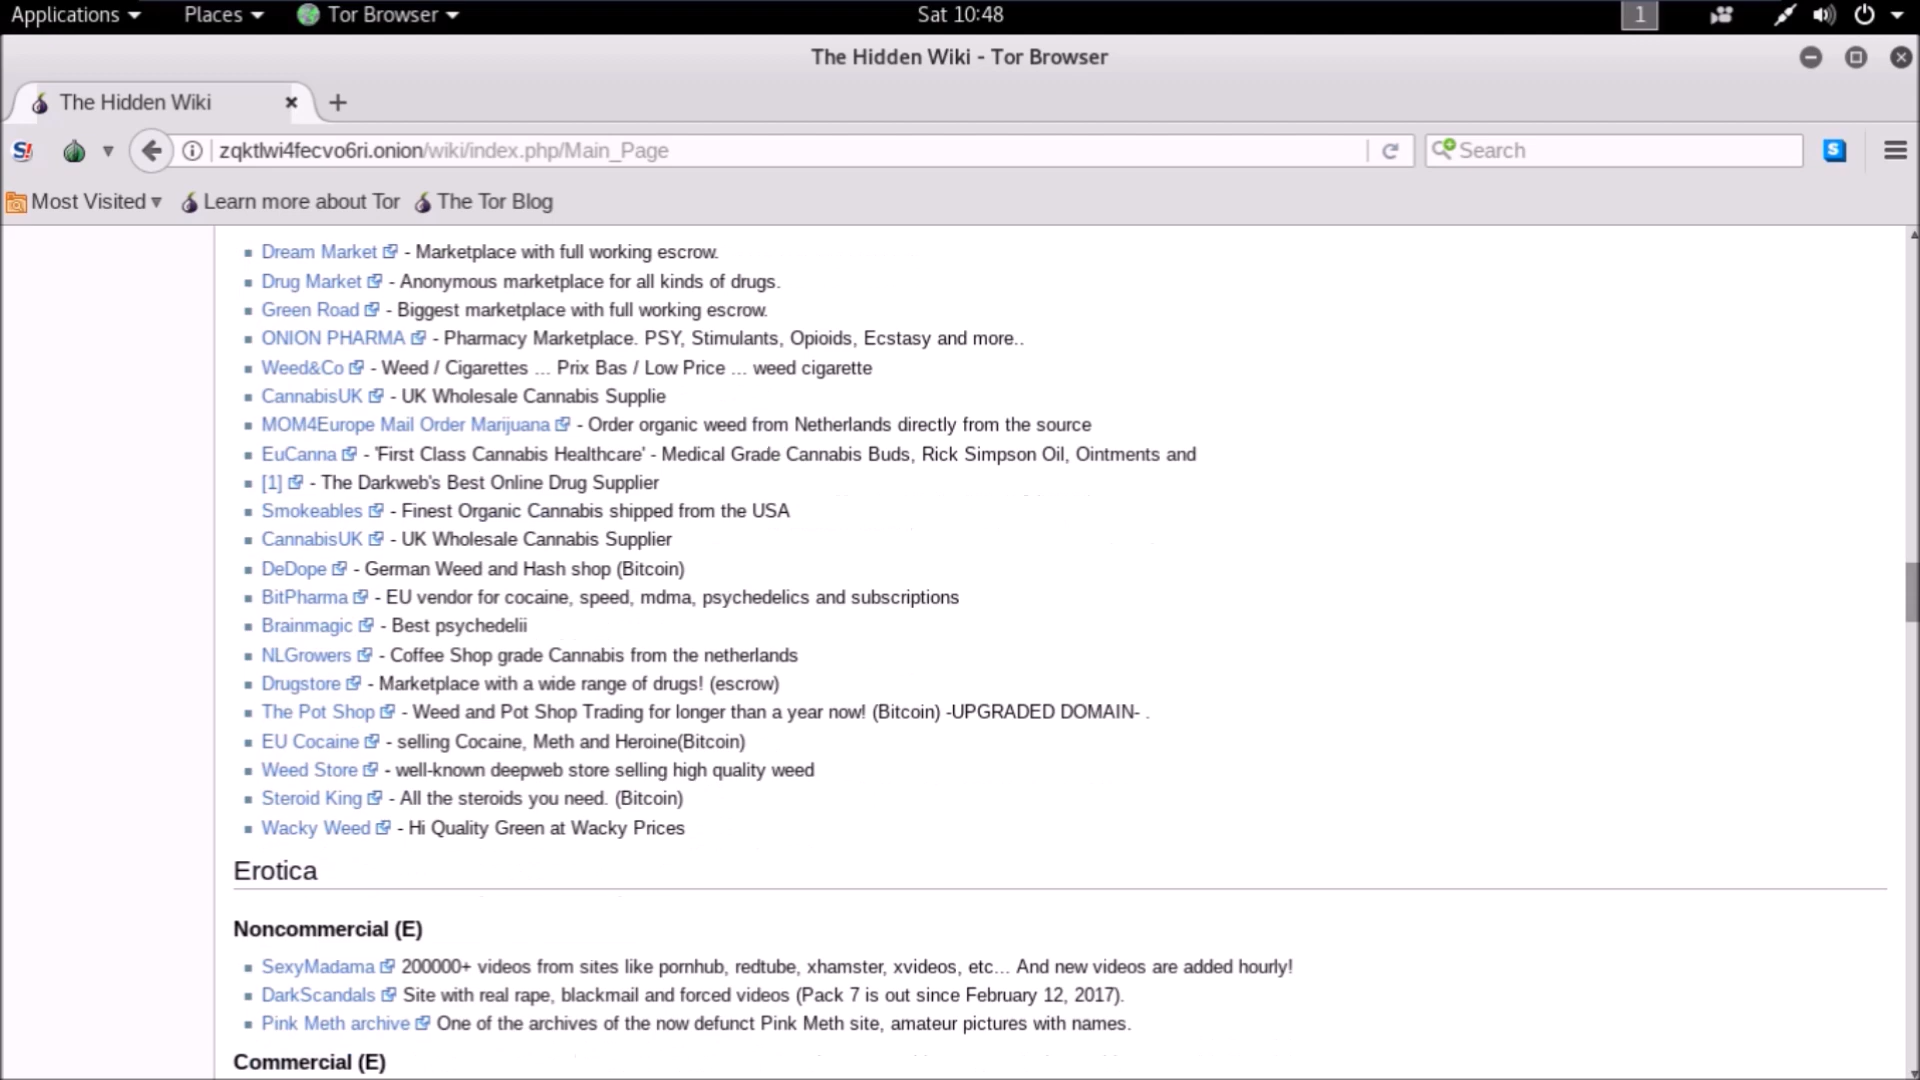 Applications
Places
Tor Browser
Sat 10:48
1
The Hidden Wiki - Tor Browser
The Hidden Wiki
zqktlwi4fecvo6ri.onion/wiki/index.php/Main_Page
Search
Most Visited
Learn more about Tor
The Tor Blog
Dream Market - Marketplace with full working escrow.
Drug Market - Anonymous marketplace for all kinds of drugs.
Green Road - Biggest marketplace with full working escrow.
ONION PHARMA - Pharmacy Marketplace. PSY, Stimulants, Opioids, Ecstasy and more..
Weed&Co - Weed / Cigarettes ... Prix Bas / Low Price ... weed cigarette
CannabisUK - UK Wholesale Cannabis Supplie
MOM4Europe Mail Order Marijuana - Order organic weed from Netherlands directly from the source
EuCanna - 'First Class Cannabis Healthcare' - Medical Grade Cannabis Buds, Rick Simpson Oil, Ointments and
[1] - The Darkweb's Best Online Drug Supplier
Smokeables - Finest Organic Cannabis shipped from the USA
CannabisUK - UK Wholesale Cannabis Supplier
DeDope - German Weed and Hash shop (Bitcoin)
BitPharma - EU vendor for cocaine, speed, mdma, psychedelics and subscriptions
Brainmagic - Best psychedelii
NLGrowers - Coffee Shop grade Cannabis from the netherlands
Drugstore - Marketplace with a wide range of drugs! (escrow)
The Pot Shop - Weed and Pot Shop Trading for longer than a year now! (Bitcoin) -UPGRADED DOMAIN- .
EU Cocaine - selling Cocaine, Meth and Heroine(Bitcoin)
Weed Store - well-known deepweb store selling high quality weed
Steroid King - All the steroids you need. (Bitcoin)
Wacky Weed - Hi Quality Green at Wacky Prices
Erotica
Noncommercial (E)
SexyMadama 200000+ videos from sites like pornhub, redtube, xhamster, xvideos, etc... And new videos are added hourly!
DarkScandals Site with real rape, blackmail and forced videos (Pack 7 is out since February 12, 2017).
Pink Meth archive One of the archives of the now defunct Pink Meth site, amateur pictures with names.
Commercial (E)